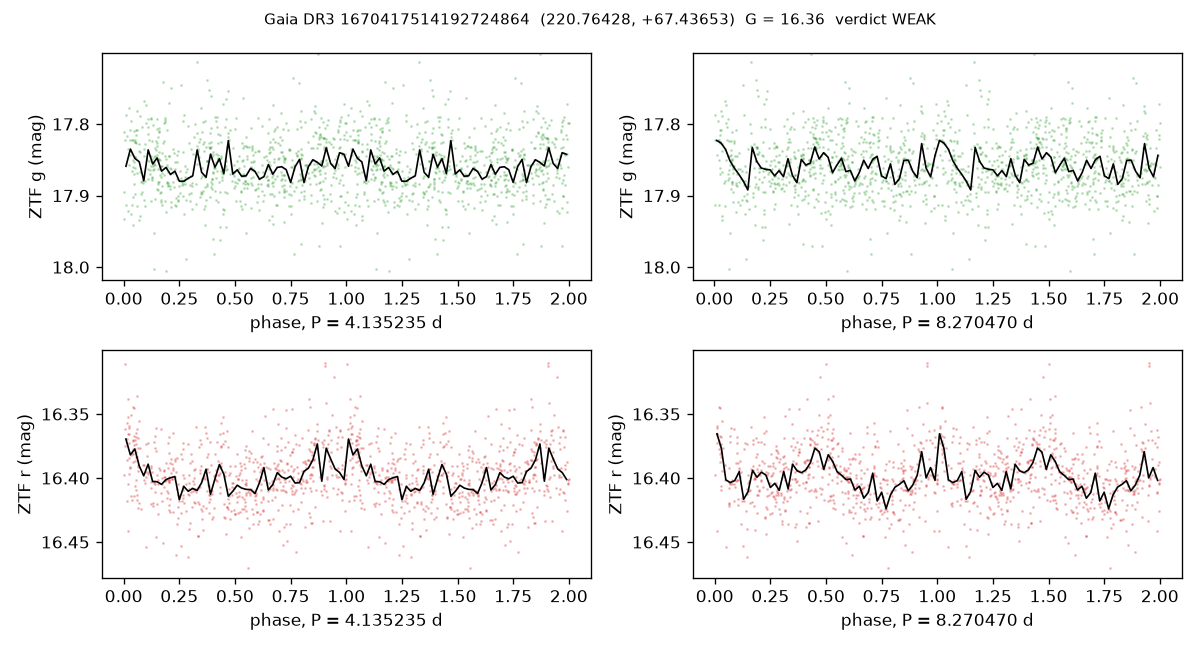 Gaia DR3 1670417514192724864 (220.76428, +67.43653) G = 16.36 verdict WEAK
ZTF g (mag)
17.8
17.9
18.0
0.00 0.25 0.50 0.75 1.00 1.25 1.50 1.75 2.00
phase, P = 4.135235 d
ZTF g (mag)
17.8
17.9
18.0
0.00 0.25 0.50 0.75 1.00 1.25 1.50 1.75 2.00
phase, P = 8.270470 d
ZTF r (mag)
16.35
16.40
16.45
0.00 0.25 0.50 0.75 1.00 1.25 1.50 1.75 2.00
phase, P = 4.135235 d
ZTF r (mag)
16.35
16.40
16.45
0.00 0.25 0.50 0.75 1.00 1.25 1.50 1.75 2.00
phase, P = 8.270470 d